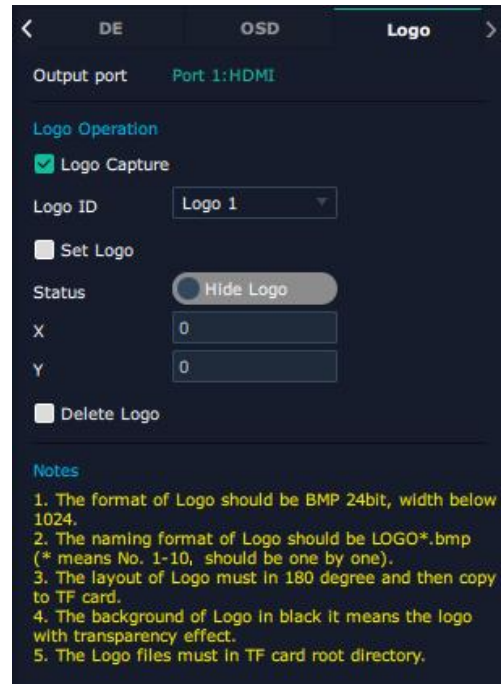 DE OSD Logo
Output port Port 1:HDMI
Logo Operation
Logo Capture
Logo ID Logo 1
Set Logo
Status Hide Logo
X 0
Y 0
Delete Logo
Notes
1. The format of Logo should be BMP 24bit, width below
1024.
2. The naming format of Logo should be LOGO*.bmp
(* means No. 1-10, should be one by one).
3. The layout of Logo must in 180 degree and then copy
to TF card.
4. The background of Logo in black it means the logo
with transparency effect.
5. The Logo files must in TF card root directory.